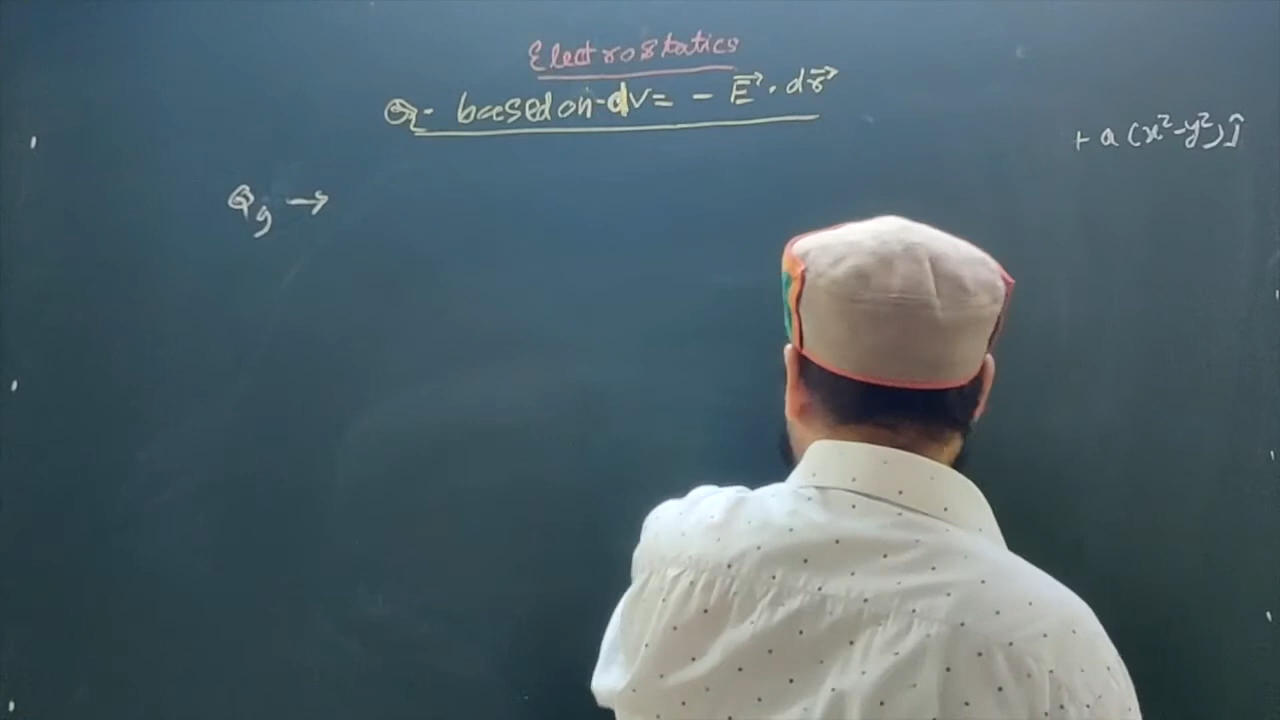 Electrostatics
Q- based on- dV = - E⃗ · dr⃗
+ a (x²-y²) ĵ
Q9 →